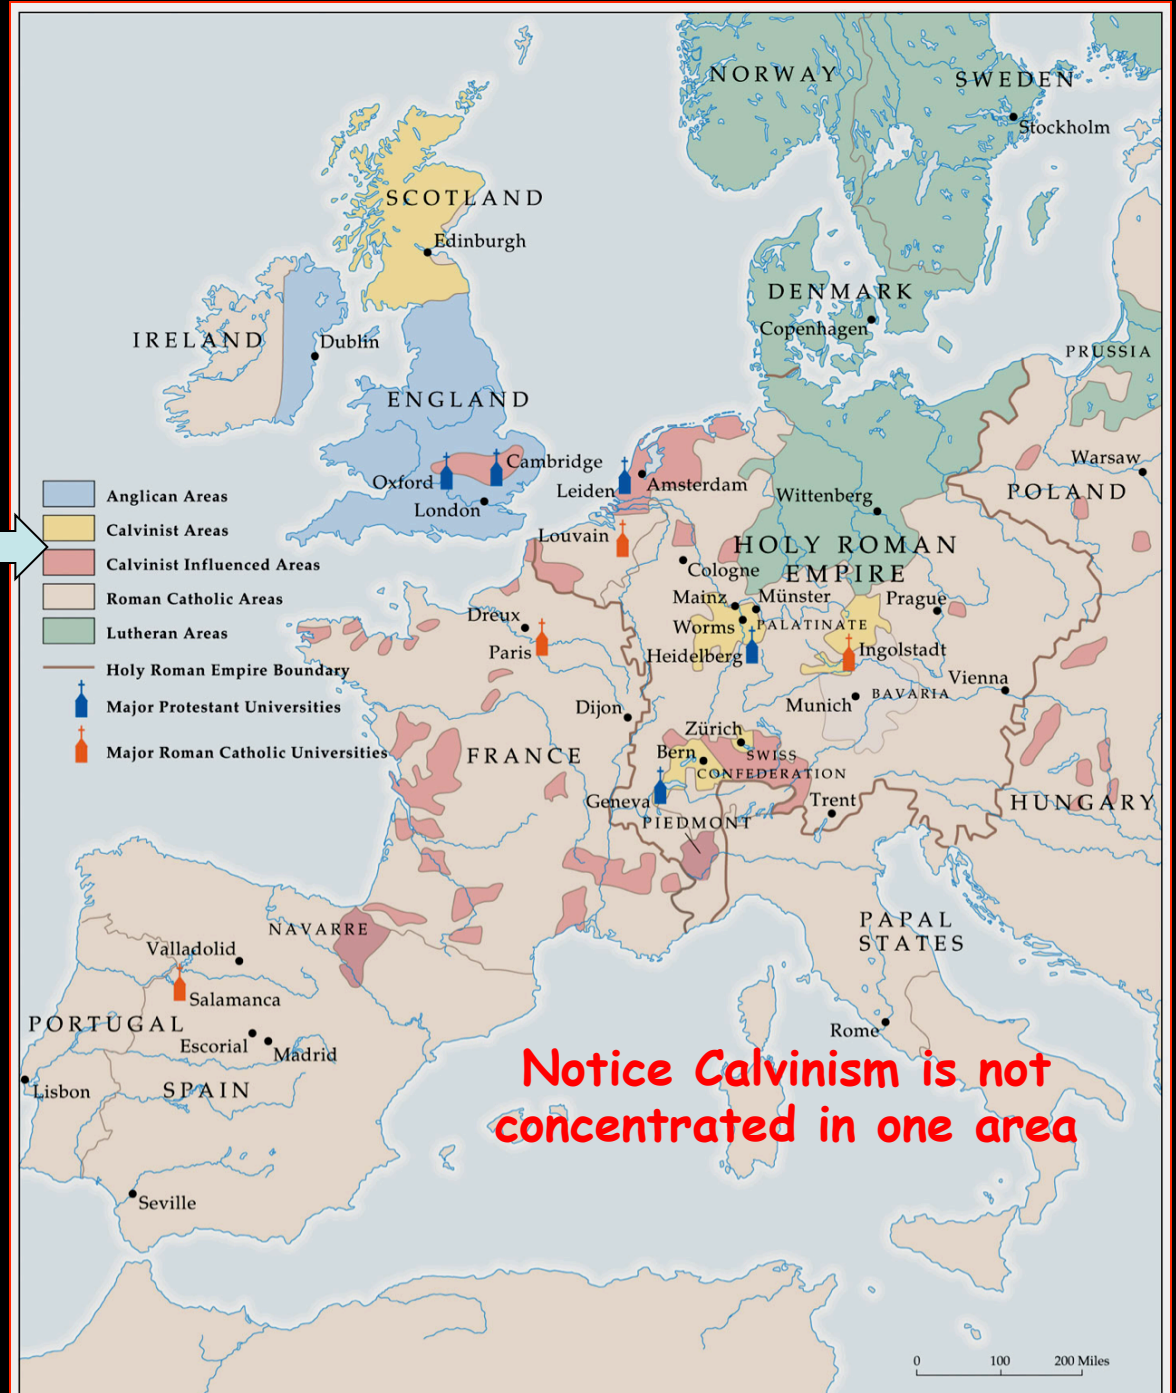 NORWAY
SWEDEN
Stockholm
SCOTLAND
Edinburgh
DENMARK
Copenhagen
IRELAND
Dublin
PRUSSIA
ENGLAND
Cambridge
Oxford
London
Leiden
Amsterdam
Warsaw
POLAND
Wittenberg
Louvain
HOLY ROMAN
EMPIRE
Cologne
Anglican Areas
Calvinist Areas
Calvinist Influenced Areas
Roman Catholic Areas
Lutheran Areas
Holy Roman Empire Boundary
Major Protestant Universities
Major Roman Catholic Universities
Mainz
Münster
Prague
Dreux
Worms
PALATINATE
Paris
Heidelberg
Ingolstadt
Vienna
Dijon
Munich
BAVARIA
Zürich
FRANCE
Bern
SWISS
CONFEDERATION
Geneva
Trent
HUNGARY
PIEDMONT
NAVARRE
PAPAL
STATES
Valladolid
Salamanca
PORTUGAL
Escorial
Madrid
Rome
Lisbon
SPAIN
Notice Calvinism is not
concentrated in one area
Seville
0 100 200 Miles